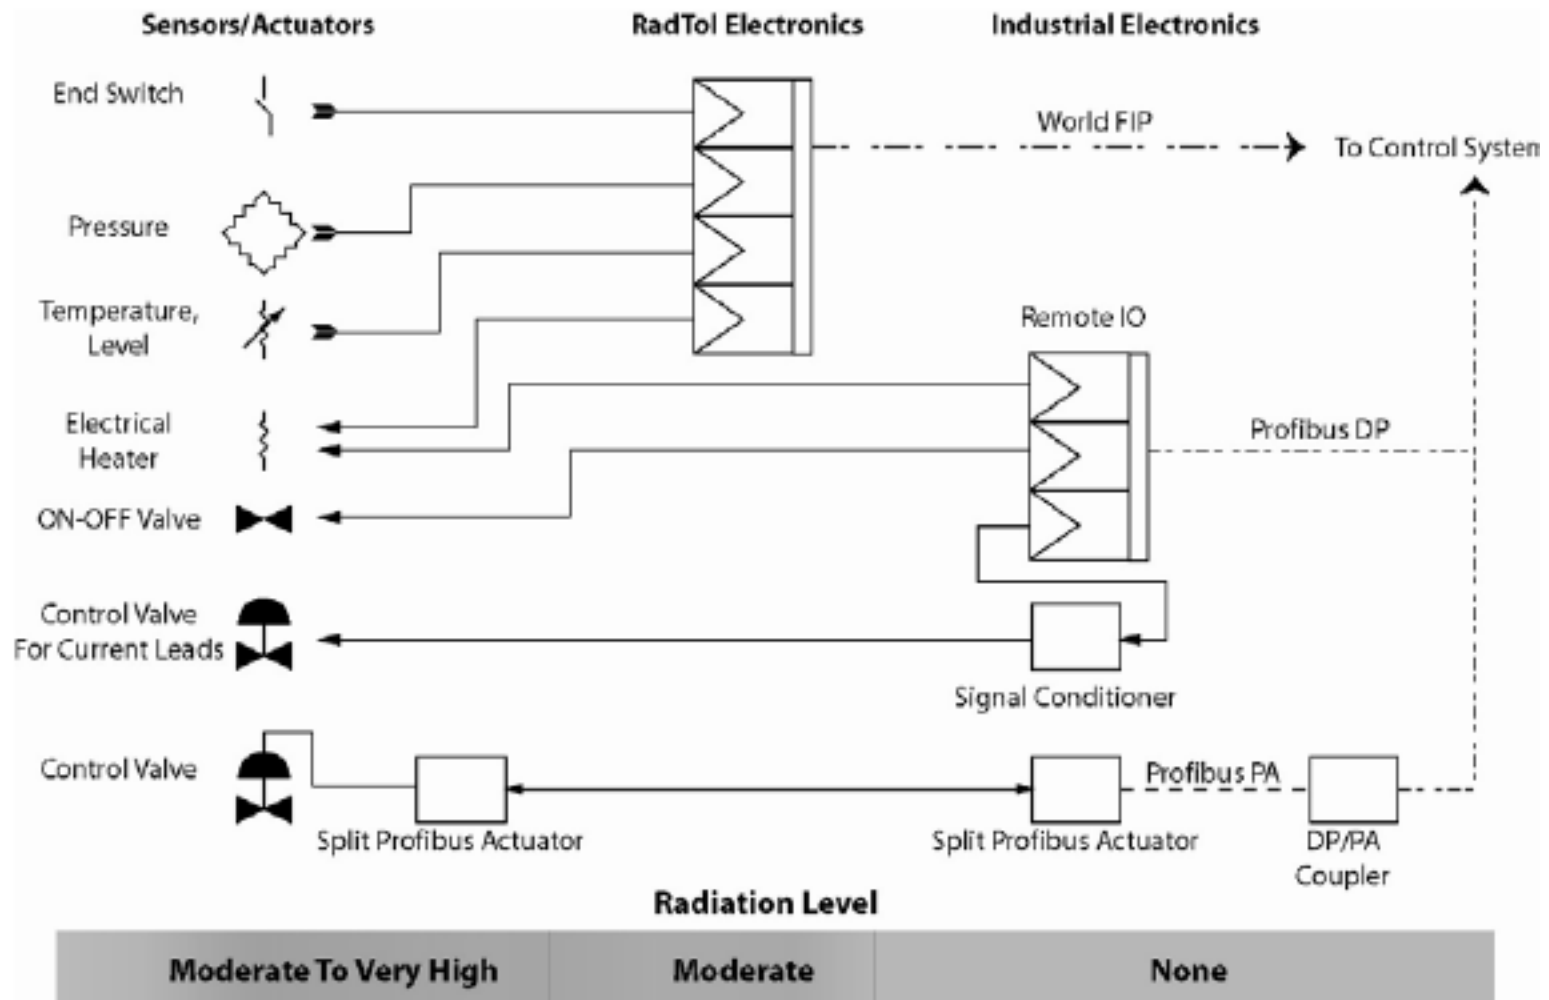 Sensors/Actuators
RadTol Electronics
Industrial Electronics
End Switch
World FIP
To Control System
Pressure
Temperature,
Level
Remote IO
Electrical
Heater
Profibus DP
ON-OFF Valve
Control Valve
For Current Leads
Signal Conditioner
Control Valve
Profibus PA
Split Profibus Actuator
Split Profibus Actuator
DP/PA
Coupler
Radiation Level
Moderate To Very High
Moderate
None